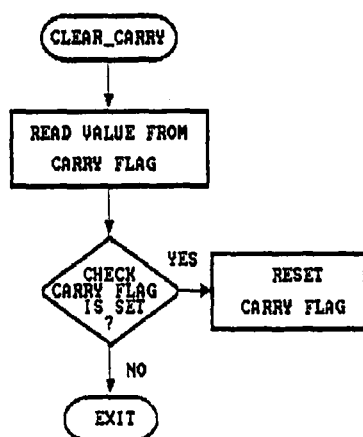 CLEAR_CARRY
READ VALUE FROM
CARRY FLAG
CHECK
CARRY FLAG
IS SET
?
YES
RESET
CARRY FLAG
NO
EXIT